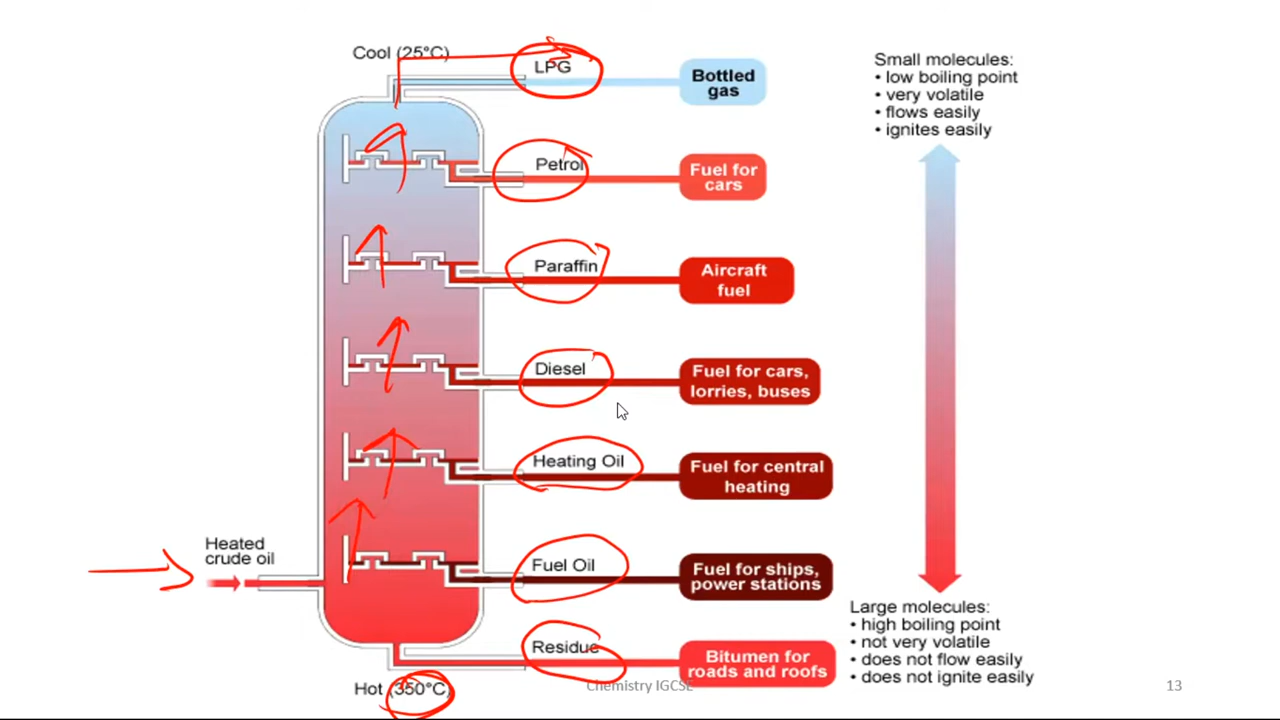 Cool (25°C)
LPG
Bottled
gas
Petrol
Fuel for
cars
Paraffin
Aircraft
fuel
Diesel
Fuel for cars,
lorries, buses
Heating Oil
Fuel for central
heating
Heated
crude oil
Fuel Oil
Fuel for ships,
power stations
Residue
Bitumen for
roads and roofs
Hot (350°C)
Small molecules:
• low boiling point
• very volatile
• flows easily
• ignites easily
Large molecules:
• high boiling point
• not very volatile
• does not flow easily
• does not ignite easily
Chemistry IGCSE
13